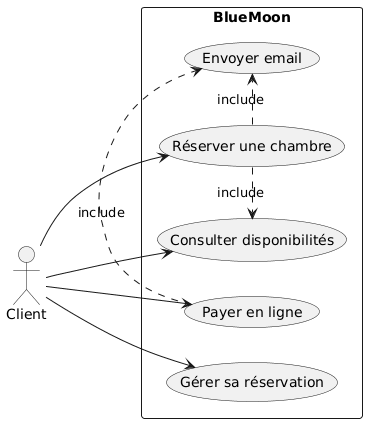 BlueMoon
Envoyer email
include
Réserver une chambre
include
include
Consulter disponibilités
Payer en ligne
Client
Gérer sa réservation